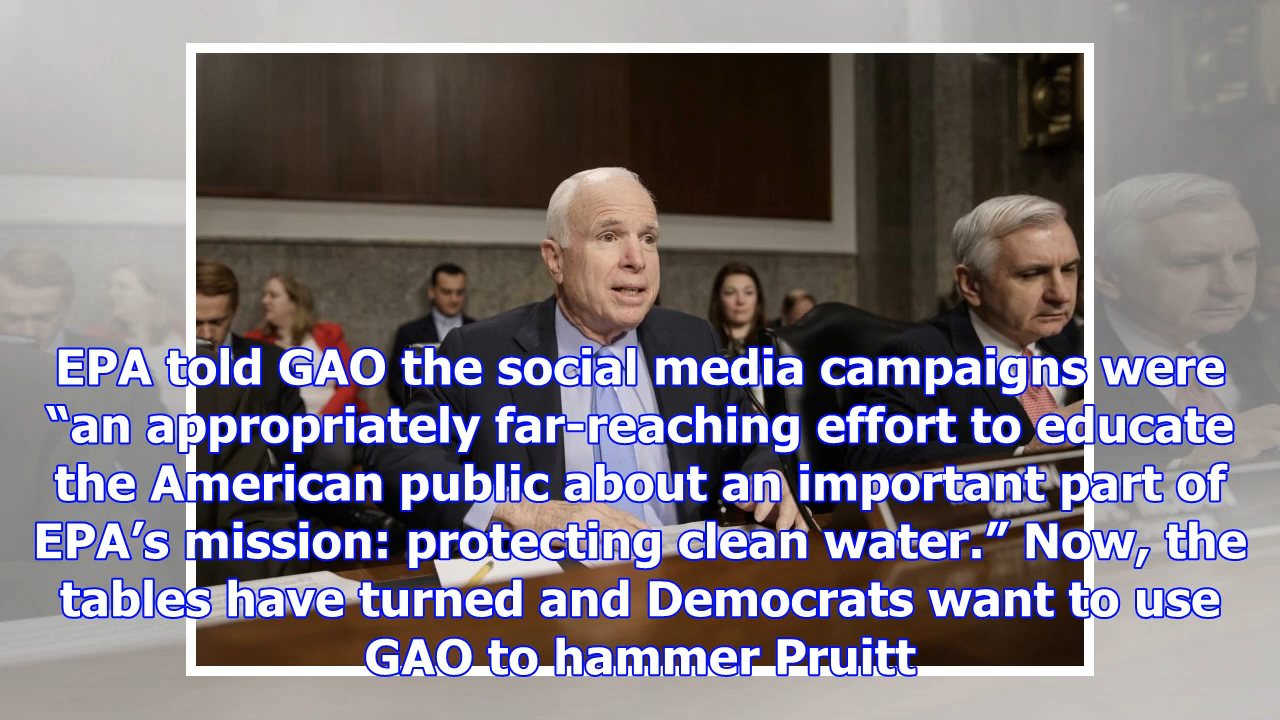 EPA told GAO the social media campaigns were
“an appropriately far-reaching effort to educate
the American public about an important part of
EPA’s mission: protecting clean water.” Now, the
tables have turned and Democrats want to use
GAO to hammer Pruitt